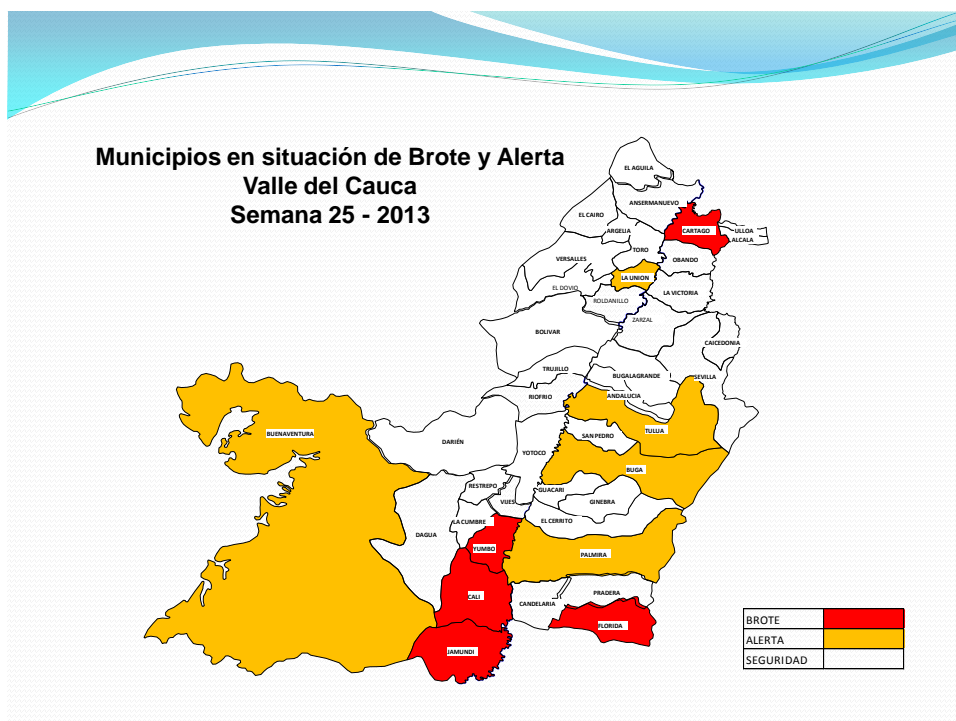 Municipios en situación de Brote y Alerta
Valle del Cauca
Semana 25 - 2013
EL AGUILA
ANSERMANUEVO
EL CAIRO
ARGELIA
CARTAGO
ULLOA
ALCALA
TORO
VERSALLES
OBANDO
LA UNION
EL DOVIO
LA VICTORIA
ROLDANILLO
ZARZAL
BOLIVAR
CAICEDONIA
TRUJILLO
BUGALAGRANDE
SEVILLA
RIOFRIO
ANDALUCIA
BUENAVENTURA
TULUA
SAN PEDRO
DARIÉN
YOTOCO
BUGA
RESTREPO
GUACARI
GINEBRA
VIJES
LA CUMBRE
EL CERRITO
DAGUA
YUMBO
PALMIRA
CALI
CANDELARIA
PRADERA
FLORIDA
JAMUNDI
BROTE
ALERTA
SEGURIDAD